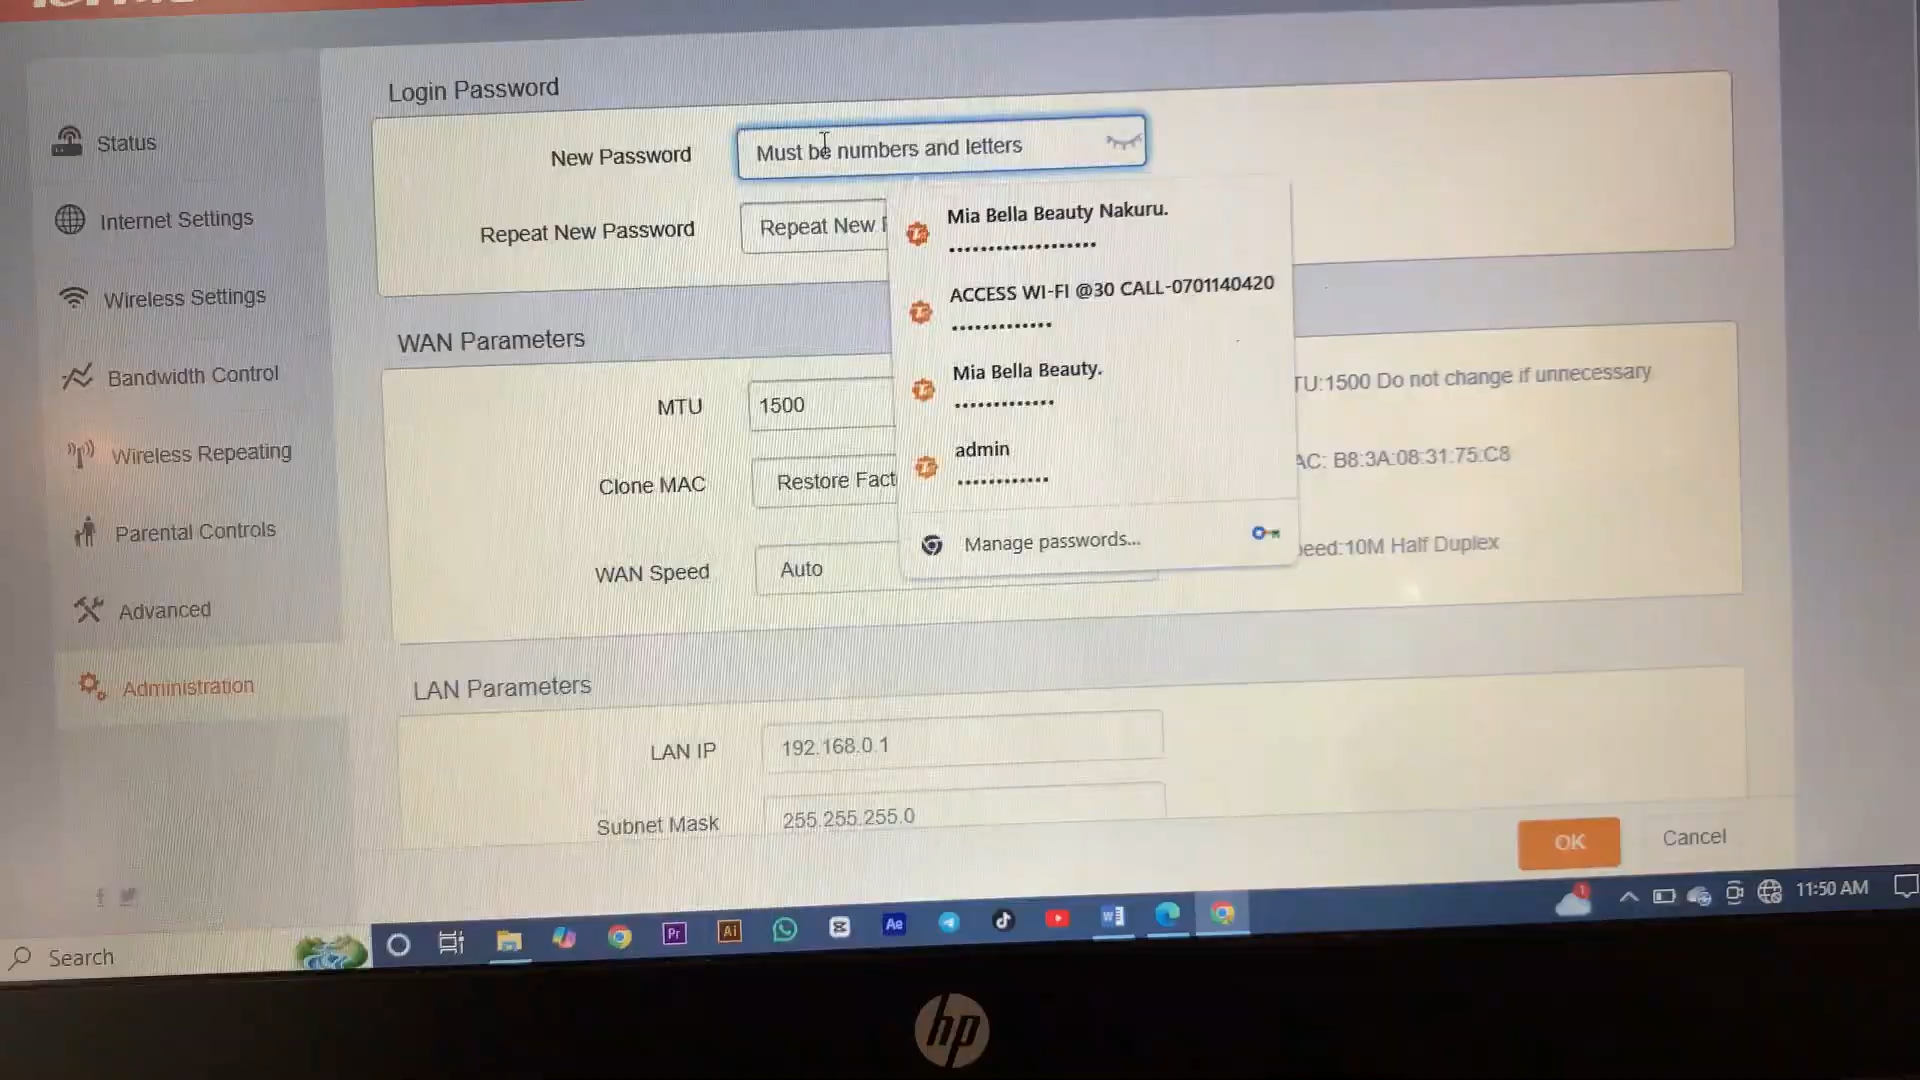 Login Password
Status
New Password
Must be numbers and letters
Internet Settings
Repeat New Password
Repeat New
Mia Bella Beauty Nakuru.
•••••••••••••••••••
Wireless Settings
ACCESS WI-FI @30 CALL-0701140420
•••••••••••••
WAN Parameters
Bandwidth Control
MTU
1500
Mia Bella Beauty.
•••••••••••••
TU:1500 Do not change if unnecessary
Wireless Repeating
Clone MAC
Restore Fact
admin
••••••••••••
AC: B8:3A:08:31:75:C8
Parental Controls
WAN Speed
Auto
Manage passwords...
eed:10M Half Duplex
Advanced
Administration
LAN Parameters
LAN IP
192.168.0.1
Subnet Mask
255.255.255.0
OK
Cancel
Search
Pr
Ai
Ae
W
1
11:50 AM
hp